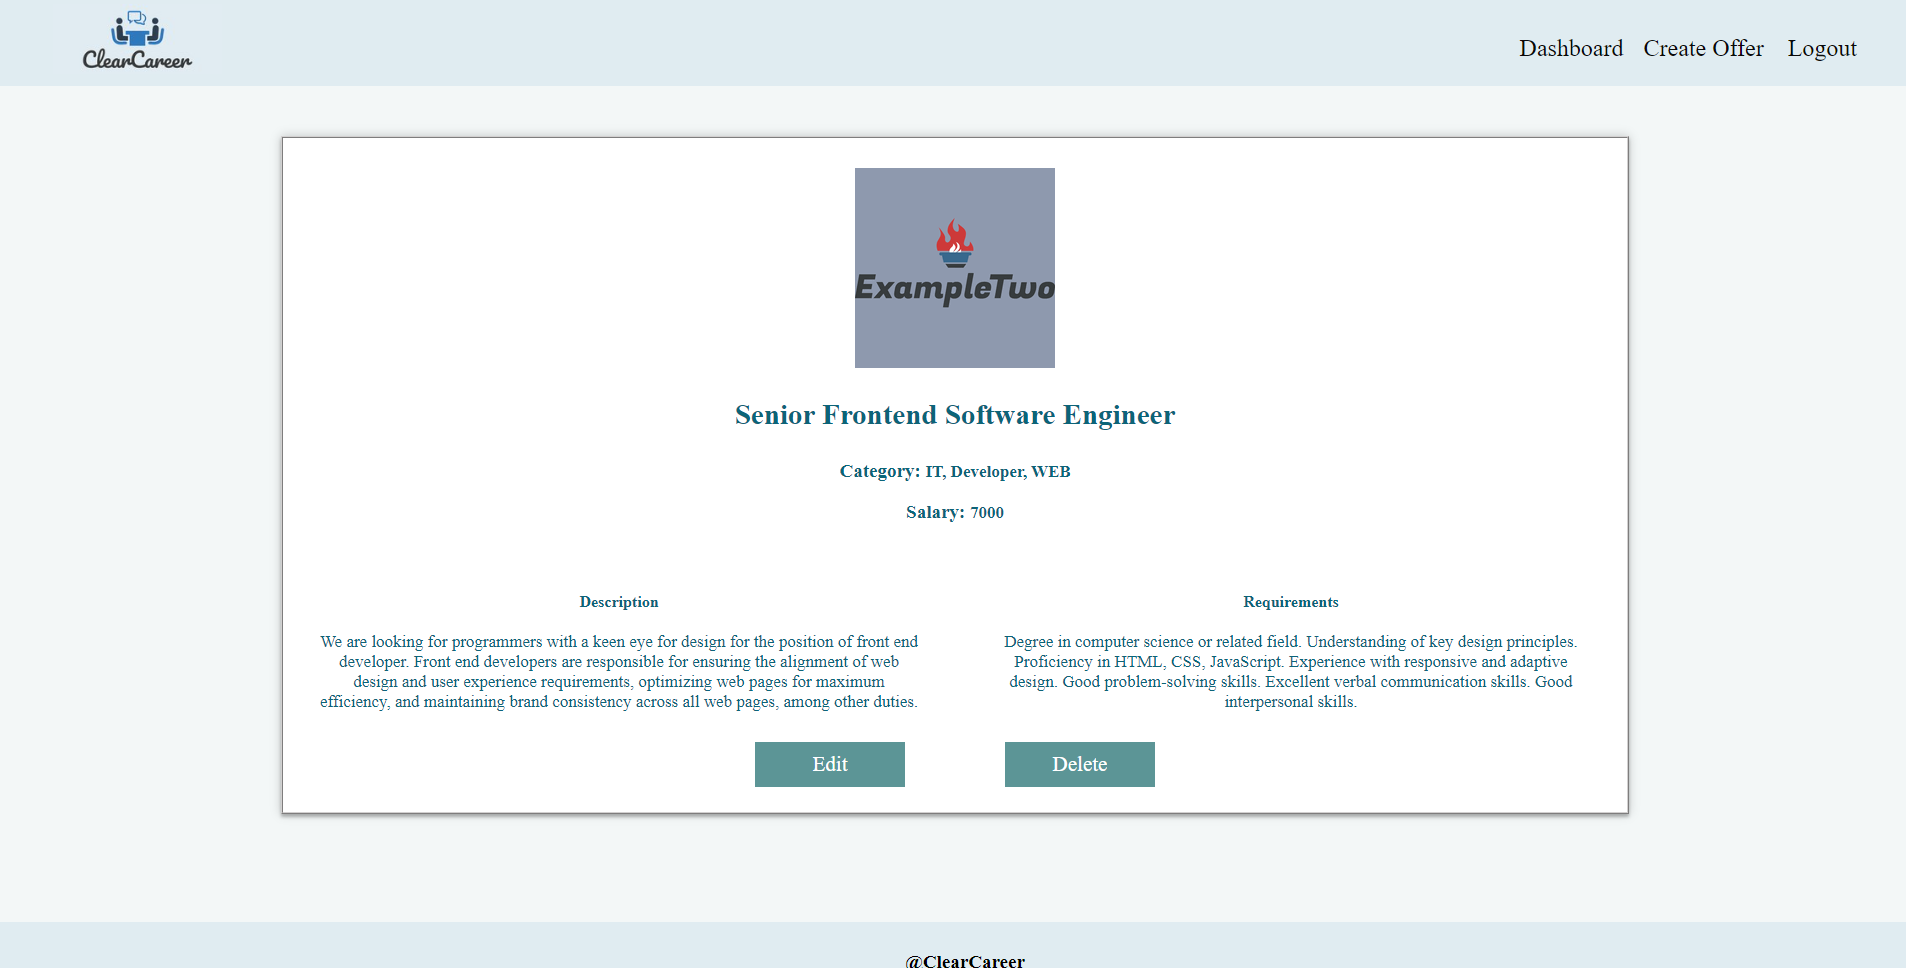 ClearCareer
Dashboard Create Offer Logout
ExampleTwo
Senior Frontend Software Engineer
Category: IT, Developer, WEB
Salary: 7000
Description
We are looking for programmers with a keen eye for design for the position of front end
developer. Front end developers are responsible for ensuring the alignment of web
design and user experience requirements, optimizing web pages for maximum
efficiency, and maintaining brand consistency across all web pages, among other duties.
Requirements
Degree in computer science or related field. Understanding of key design principles.
Proficiency in HTML, CSS, JavaScript. Experience with responsive and adaptive
design. Good problem-solving skills. Excellent verbal communication skills. Good
interpersonal skills.
Edit
Delete
@ClearCareer